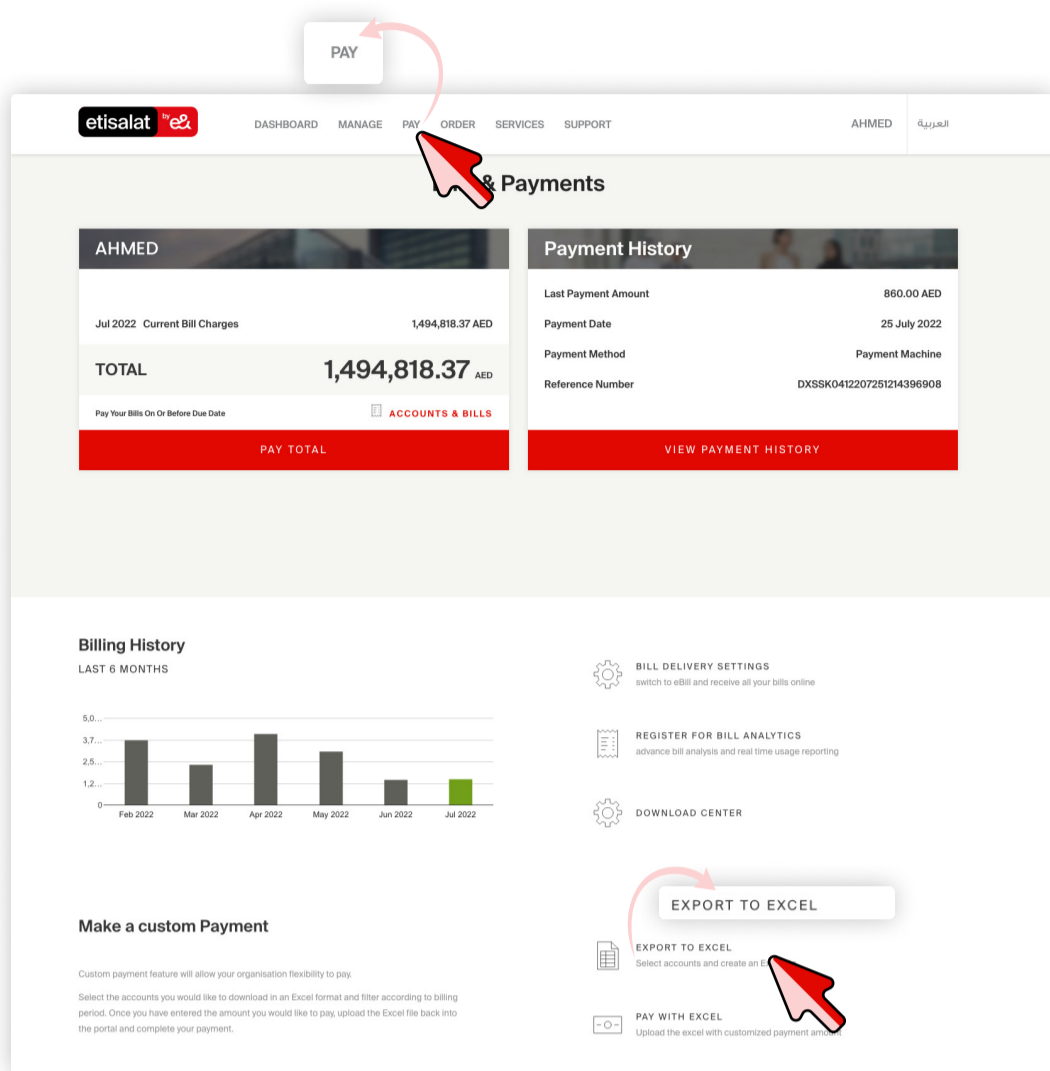 PAY
etisalat by e&
DASHBOARD MANAGE PAY ORDER SERVICES SUPPORT AHMED العربية
& Payments
AHMED
Jul 2022 Current Bill Charges 1,494,818.37 AED
TOTAL 1,494,818.37 AED
Pay Your Bills On Or Before Due Date ACCOUNTS & BILLS
PAY TOTAL
Payment History
Last Payment Amount 860.00 AED
Payment Date 25 July 2022
Payment Method Payment Machine
Reference Number DXSSK0412207251214396908
VIEW PAYMENT HISTORY
Billing History
LAST 6 MONTHS
5,0...
3,7...
2,5...
1,2...
0
Feb 2022 Mar 2022 Apr 2022 May 2022 Jun 2022 Jul 2022
BILL DELIVERY SETTINGS
switch to eBill and receive all your bills online
REGISTER FOR BILL ANALYTICS
advance bill analysis and real time usage reporting
DOWNLOAD CENTER
Make a custom Payment
Custom payment feature will allow your organisation flexibility to pay.
Select the accounts you would like to download in an Excel format and filter according to billing
period. Once you have entered the amount you would like to pay, upload the Excel file back into
the portal and complete your payment.
EXPORT TO EXCEL
EXPORT TO EXCEL
Select accounts and create an
PAY WITH EXCEL
Upload the excel with customized payment amount